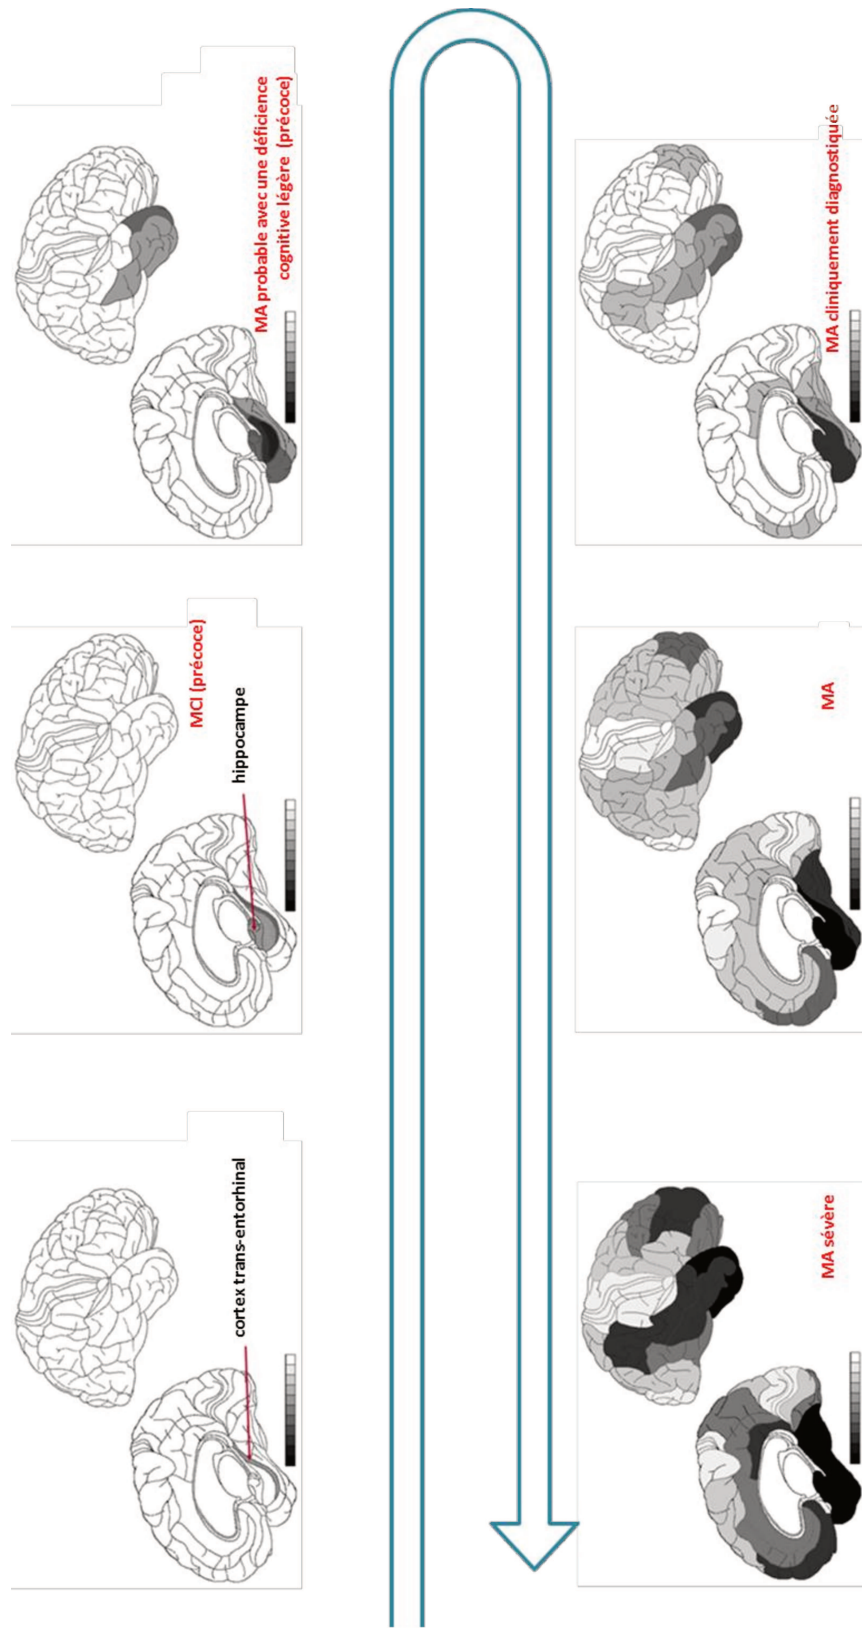 cortex trans-entorhinal
MCI (précoce)
hippocampe
MA probable avec une déficience
cognitive légère (précoce)
MA cliniquement diagnostiquée
MA
MA sévère